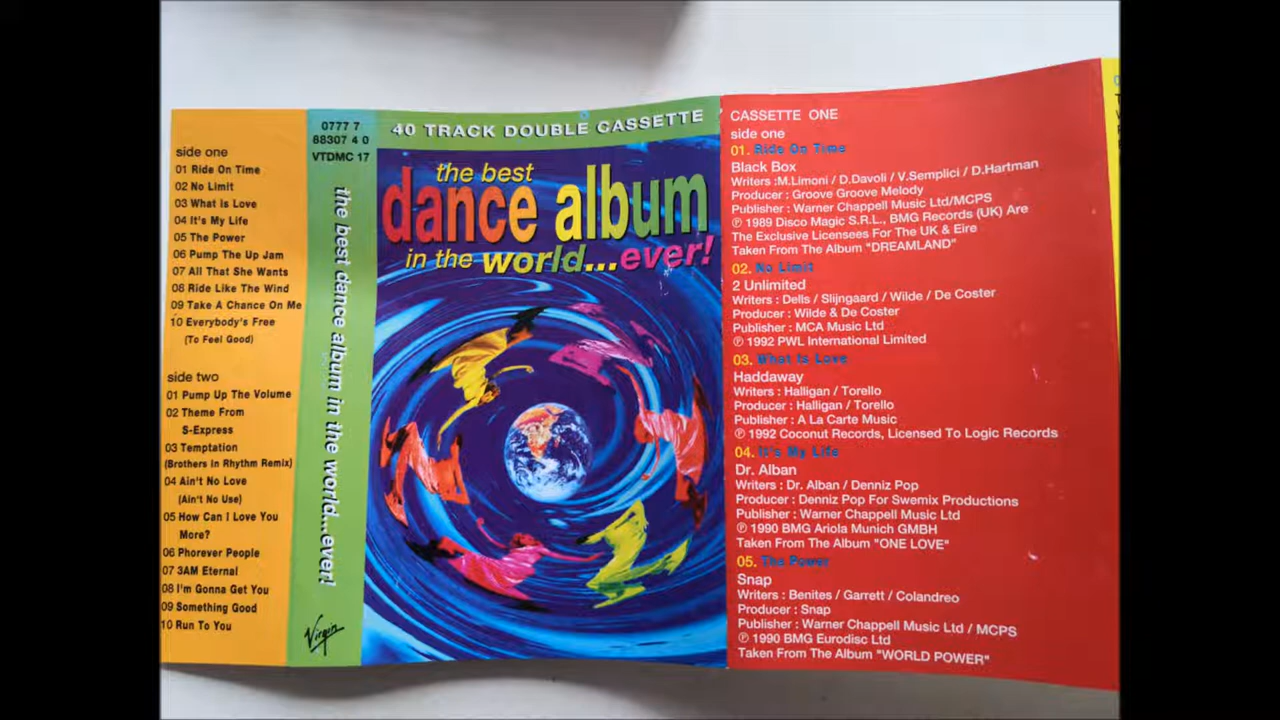 side one
01 Ride On Time
02 No Limit
03 What Is Love
04 It's My Life
05 The Power
06 Pump The Up Jam
07 All That She Wants
08 Ride Like The Wind
09 Take A Chance On Me
10 Everybody's Free
(To Feel Good)
side two
01 Pump Up The Volume
02 Theme From
S-Express
03 Temptation
(Brothers In Rhythm Remix)
04 Ain't No Love
(Ain't No Use)
05 How Can I Love You
More?
06 Phorever People
07 3AM Eternal
08 I'm Gonna Get You
09 Something Good
10 Run To You
0777 7
88307 4 0
VTDMC 17
the best dance album in the world...ever!
Virgin
40 TRACK DOUBLE CASSETTE
the best
dance album
in the world...ever!
CASSETTE ONE
side one
01. Ride On Time
Black Box
Writers :M.Limoni / D.Davoli / V.Semplici / D.Hartman
Producer : Groove Groove Melody
Publisher : Warner Chappell Music Ltd/MCPS
℗ 1989 Disco Magic S.R.L., BMG Records (UK) Are
The Exclusive Licensees For The UK & Eire
Taken From The Album "DREAMLAND"
02. No Limit
2 Unlimited
Writers : Dells / Slijngaard / Wilde / De Coster
Producer : Wilde & De Coster
Publisher : MCA Music Ltd
℗ 1992 PWL International Limited
03. What Is Love
Haddaway
Writers : Halligan / Torello
Producer : Halligan / Torello
Publisher : A La Carte Music
℗ 1992 Coconut Records, Licensed To Logic Records
04. It's My Life
Dr. Alban
Writers : Dr. Alban / Denniz Pop
Producer : Denniz Pop For Swemix Productions
Publisher : Warner Chappell Music Ltd
℗ 1990 BMG Ariola Munich GMBH
Taken From The Album "ONE LOVE"
05. The Power
Snap
Writers : Benites / Garrett / Colandreo
Producer : Snap
Publisher : Warner Chappell Music Ltd / MCPS
℗ 1990 BMG Eurodisc Ltd
Taken From The Album "WORLD POWER"